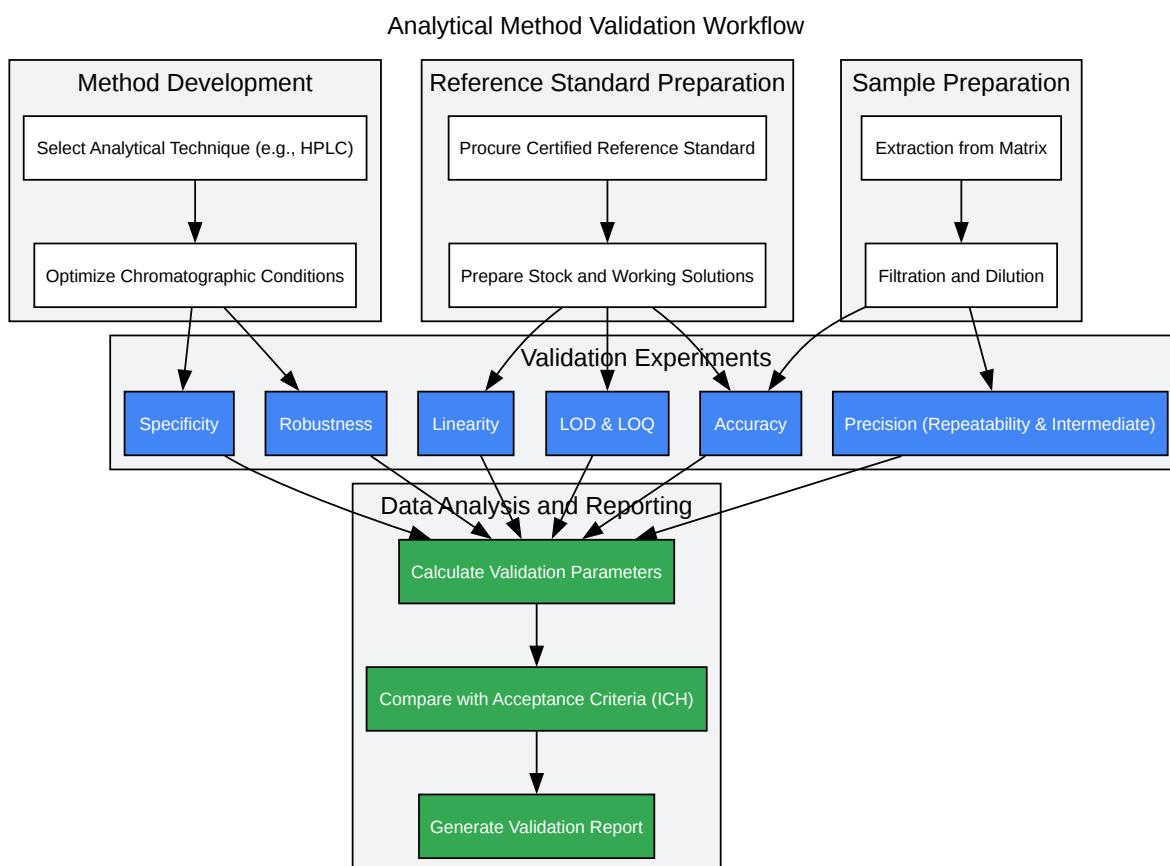 Analytical Method Validation Workflow
Method Development
Reference Standard Preparation
Sample Preparation
Select Analytical Technique (e.g., HPLC)
Procure Certified Reference Standard
Extraction from Matrix
Optimize Chromatographic Conditions
Prepare Stock and Working Solutions
Filtration and Dilution
Validation Experiments
Specificity
Robustness
Linearity
LOD & LOQ
Accuracy
Precision (Repeatability & Intermediate)
Data Analysis and Reporting
Calculate Validation Parameters
Compare with Acceptance Criteria (ICH)
Generate Validation Report